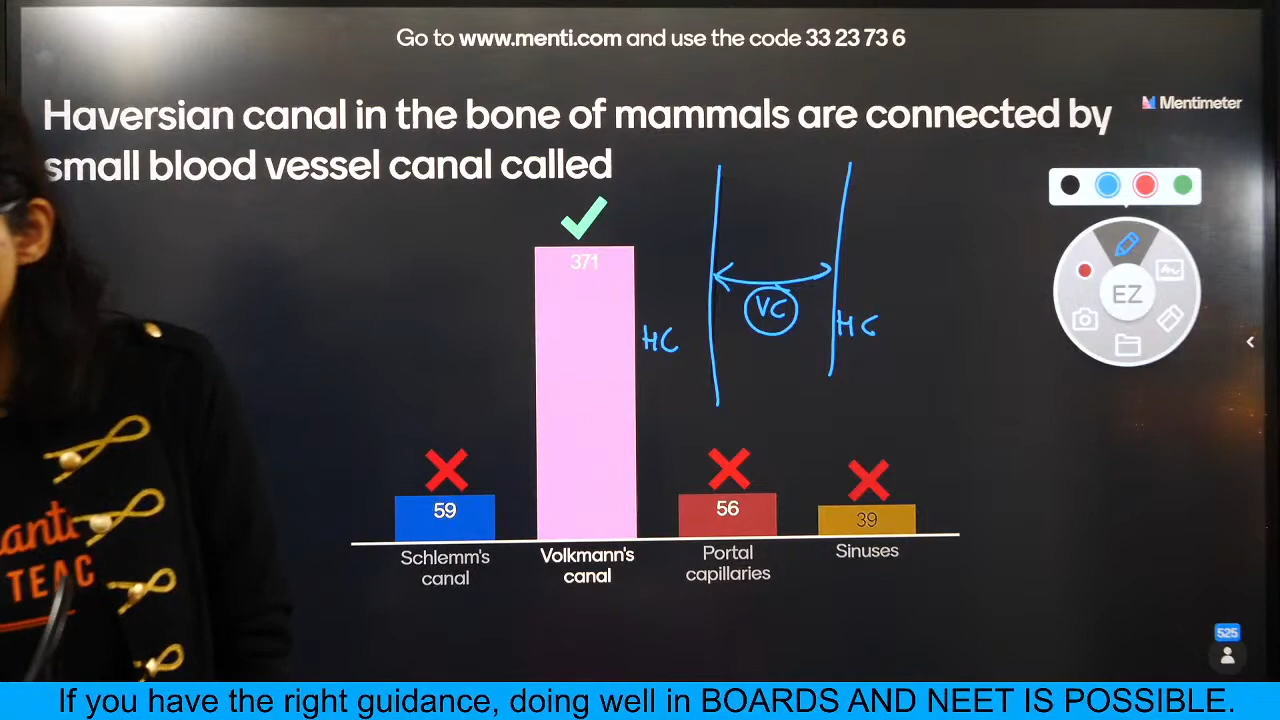 Go to www.menti.com and use the code 33 23 73 6
Mentimeter
Haversian canal in the bone of mammals are connected by
small blood vessel canal called
371
HC
VC
HC
EZ
59
56
39
Schlemm's
canal
Volkmann's
canal
Portal
capillaries
Sinuses
TEAC
525
If you have the right guidance, doing well in BOARDS AND NEET IS POSSIBLE.